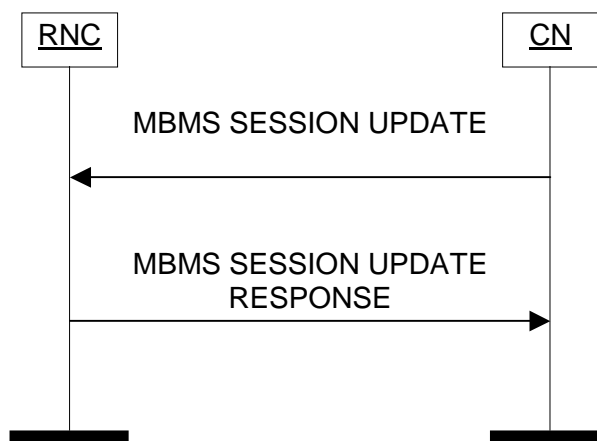 RNC
CN
MBMS SESSION UPDATE
MBMS SESSION UPDATE
RESPONSE